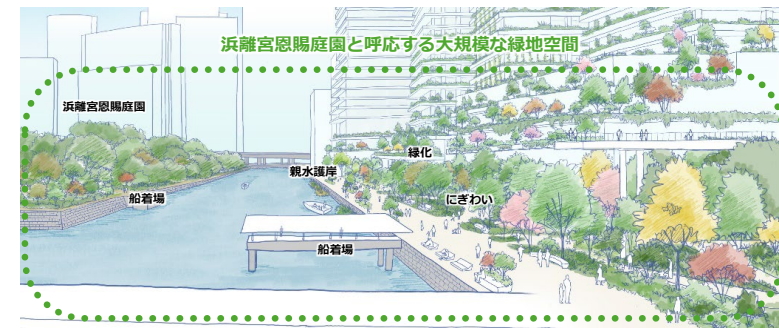 浜離宮恩賜庭園と呼応する大規模な緑地空間
浜離宮恩賜庭園
緑化
親水護岸
船着場
にぎわい
船着場